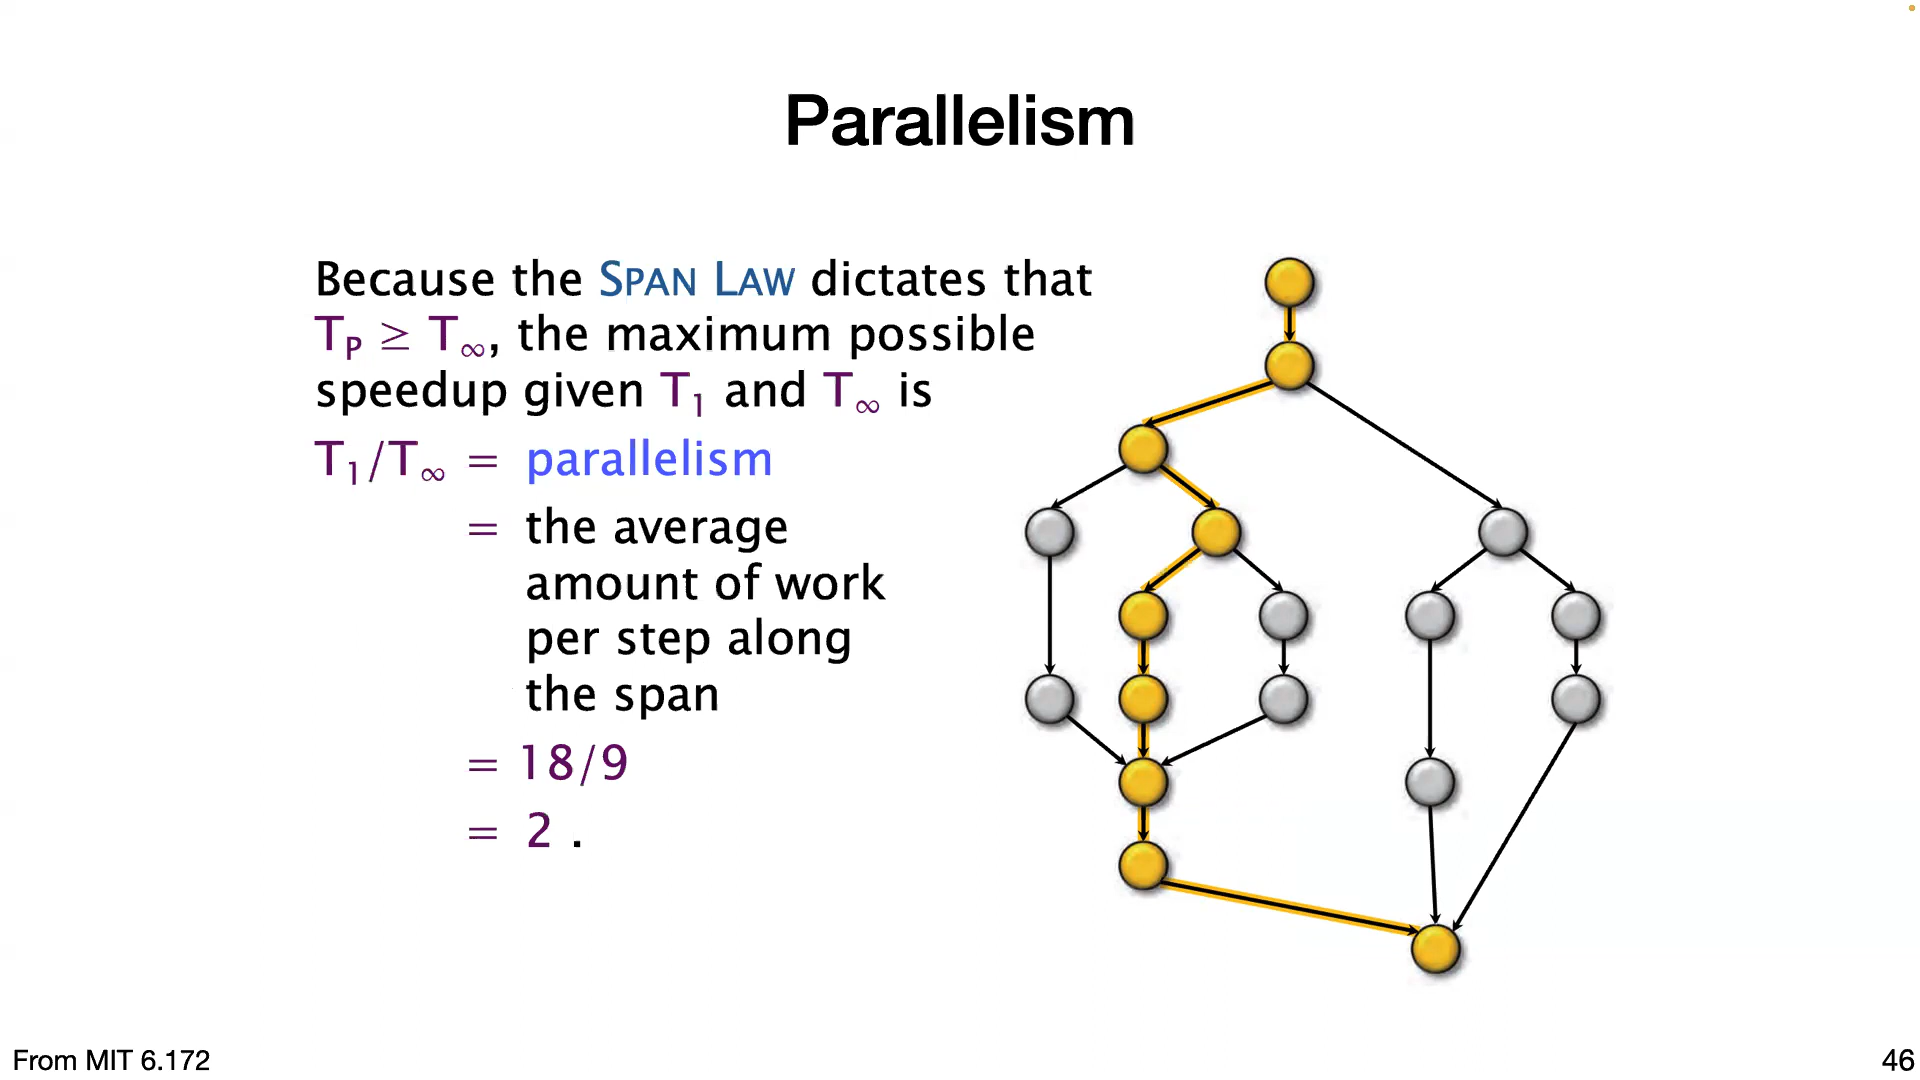 Parallelism
Because the SPAN LAW dictates that
T_P ≥ T_∞, the maximum possible
speedup given T_1 and T_∞ is
T_1/T_∞ = parallelism
= the average
amount of work
per step along
the span
= 18/9
= 2 .
From MIT 6.172
46